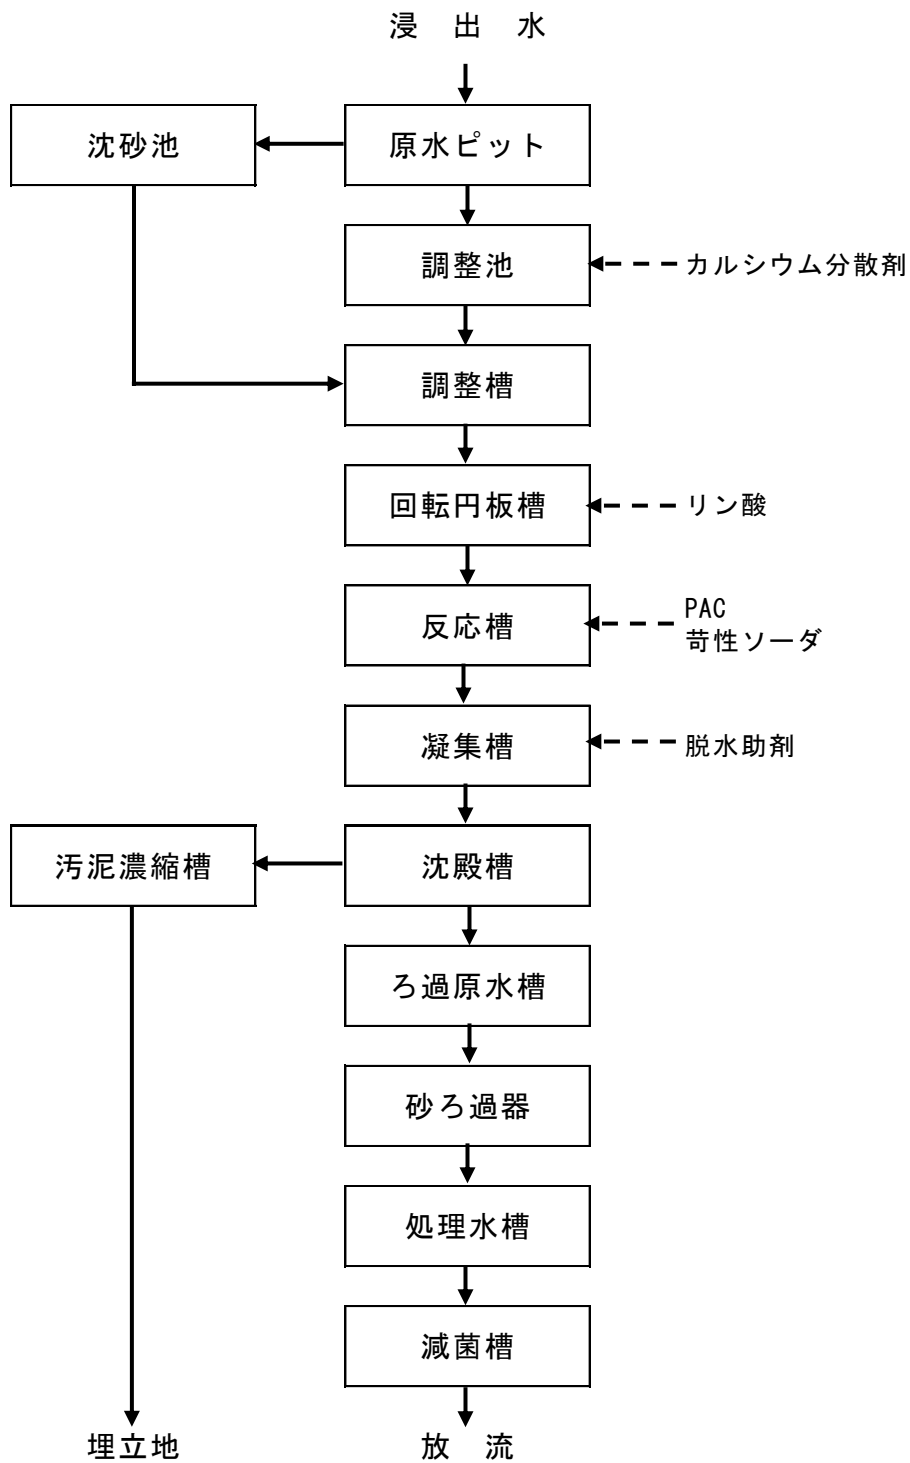 浸 出 水
沈砂池
原水ピット
調整池
カルシウム分散剤
調整槽
回転円板槽
リン酸
反応槽
PAC
苛性ソーダ
凝集槽
脱水助剤
汚泥濃縮槽
沈殿槽
ろ過原水槽
砂ろ過器
処理水槽
減菌槽
埋立地
放 流